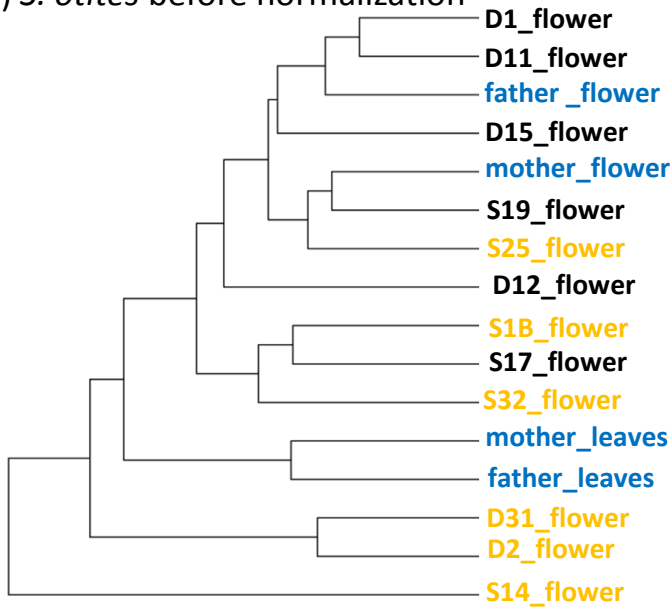 ) S. otites before normalization
D1_flower
D11_flower
father _flower
D15_flower
mother_flower
S19_flower
S25_flower
D12_flower
S1B_flower
S17_flower
S32_flower
mother_leaves
father_leaves
D31_flower
D2_flower
S14_flower